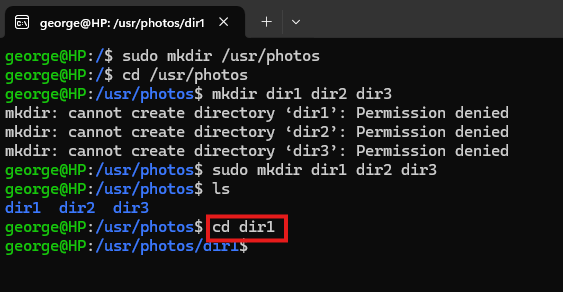 george@HP: /usr/photos/dir1
george@HP:/$ sudo mkdir /usr/photos
george@HP:/$ cd /usr/photos
george@HP:/usr/photos$ mkdir dir1 dir2 dir3
mkdir: cannot create directory ‘dir1’: Permission denied
mkdir: cannot create directory ‘dir2’: Permission denied
mkdir: cannot create directory ‘dir3’: Permission denied
george@HP:/usr/photos$ sudo mkdir dir1 dir2 dir3
george@HP:/usr/photos$ ls
dir1  dir2  dir3
george@HP:/usr/photos$ cd dir1
george@HP:/usr/photos/dir1$